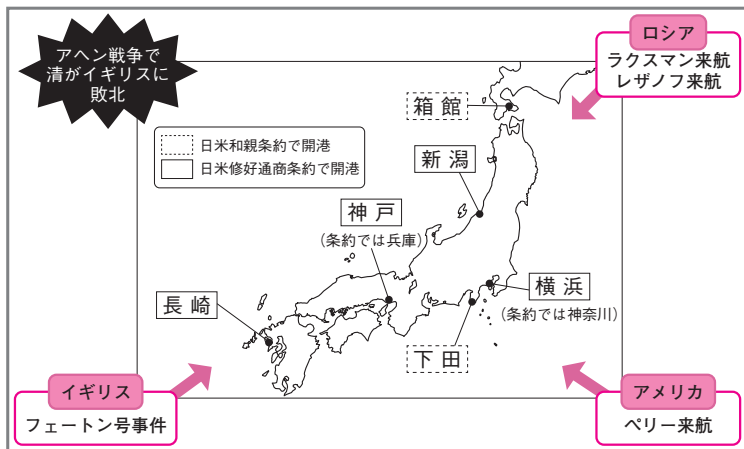 アヘン戦争で
清がイギリスに
敗北
ロシア
ラクスマン来航
レザノフ来航
箱館
日米和親条約で開港
日米修好通商条約で開港
新潟
神戸
(条約では兵庫)
長崎
横浜
(条約では神奈川)
下田
イギリス
フェートン号事件
アメリカ
ペリー来航